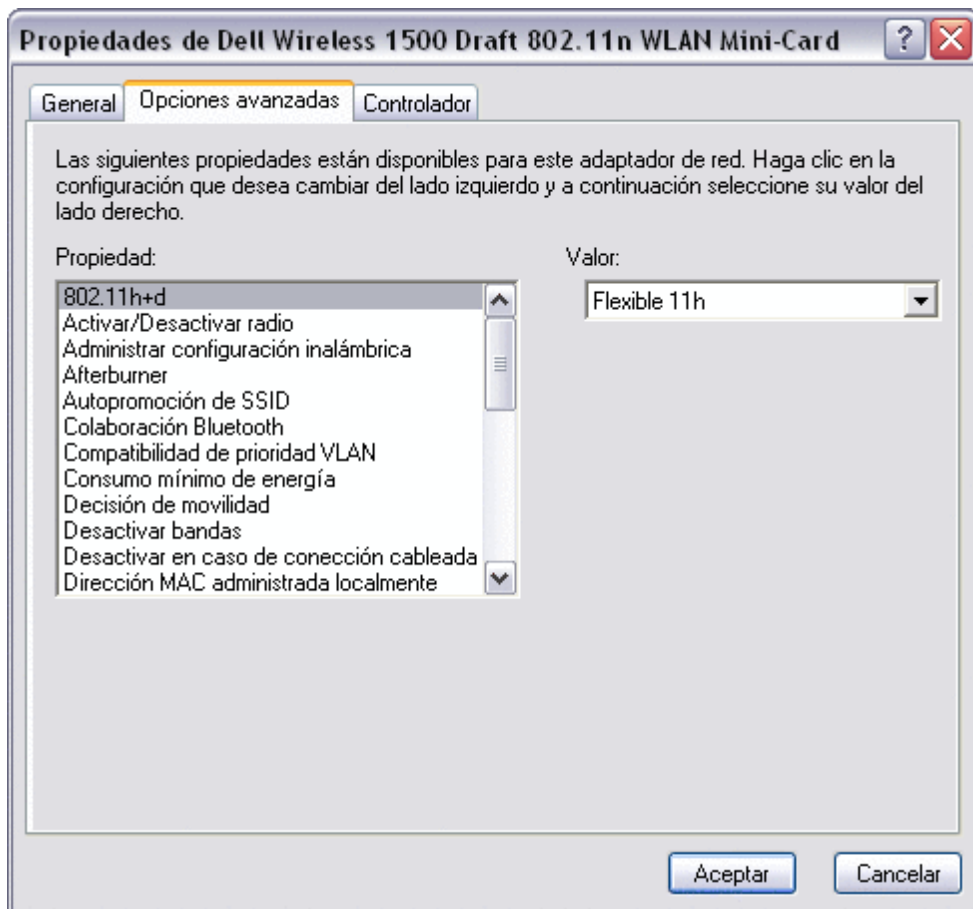 Propiedades de Dell Wireless 1500 Draft 802.11n WLAN Mini-Card
General
Opciones avanzadas
Controlador
Las siguientes propiedades están disponibles para este adaptador de red. Haga clic en la
configuración que desea cambiar del lado izquierdo y a continuación seleccione su valor del
lado derecho.
Propiedad:
Valor:
802.11h+d
Flexible 11h
Activar/Desactivar radio
Administrar configuración inalámbrica
Afterburner
Autopromoción de SSID
Colaboración Bluetooth
Compatibilidad de prioridad VLAN
Consumo mínimo de energía
Decisión de movilidad
Desactivar bandas
Desactivar en caso de conección cableada
Dirección MAC administrada localmente
Aceptar
Cancelar